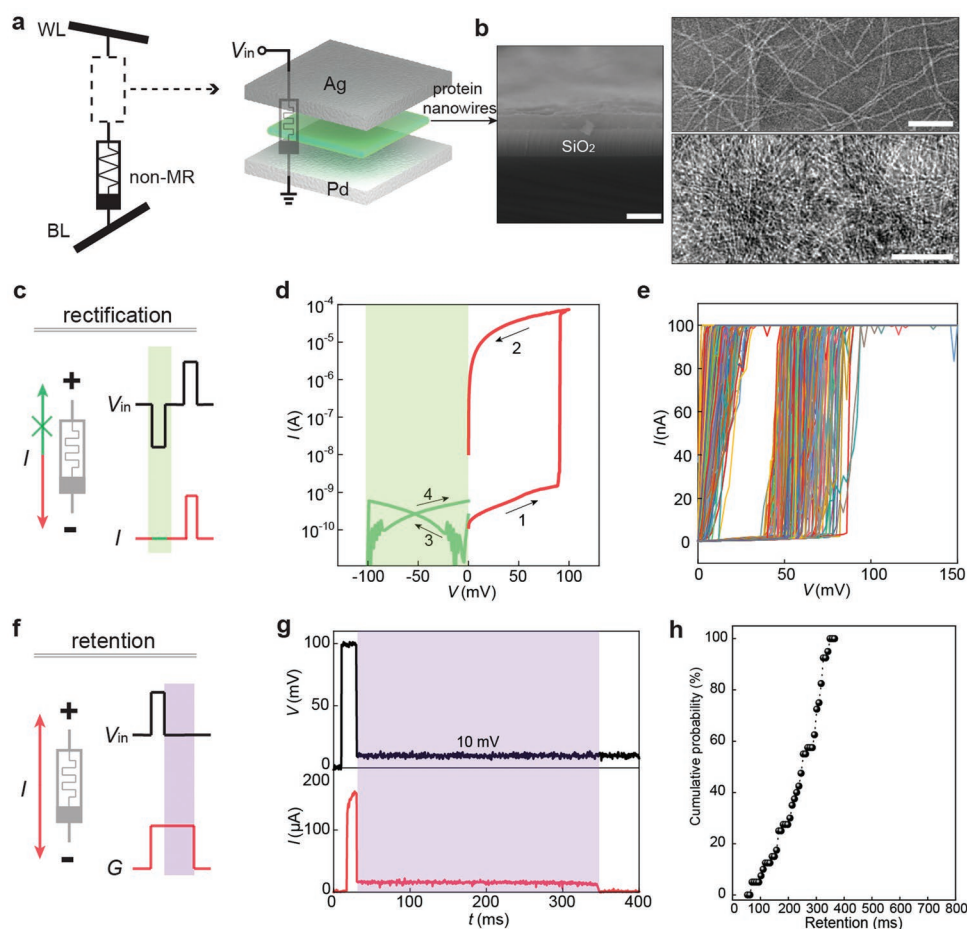 a
WL
non-MR
BL
Vin
Ag
Pd
protein
nanowires
b
SiO₂
c
rectification
+
I
-
Vin
I
d
I (A)
10⁻⁴
10⁻⁵
10⁻⁶
10⁻⁷
10⁻⁸
10⁻⁹
10⁻¹⁰
2
4
3
1
-100 -50 0 50 100
V (mV)
e
I (nA)
100
80
60
40
20
0
0 50 100 150
V (mV)
f
retention
+
I
-
Vin
G
g
V (mV)
100
50
0
10 mV
I (µA)
200
100
0
0 100 200 300 400
t (ms)
h
Cumulative probability (%)
100
80
60
40
20
0
0 100 200 300 400 500 600 700 800
Retention (ms)